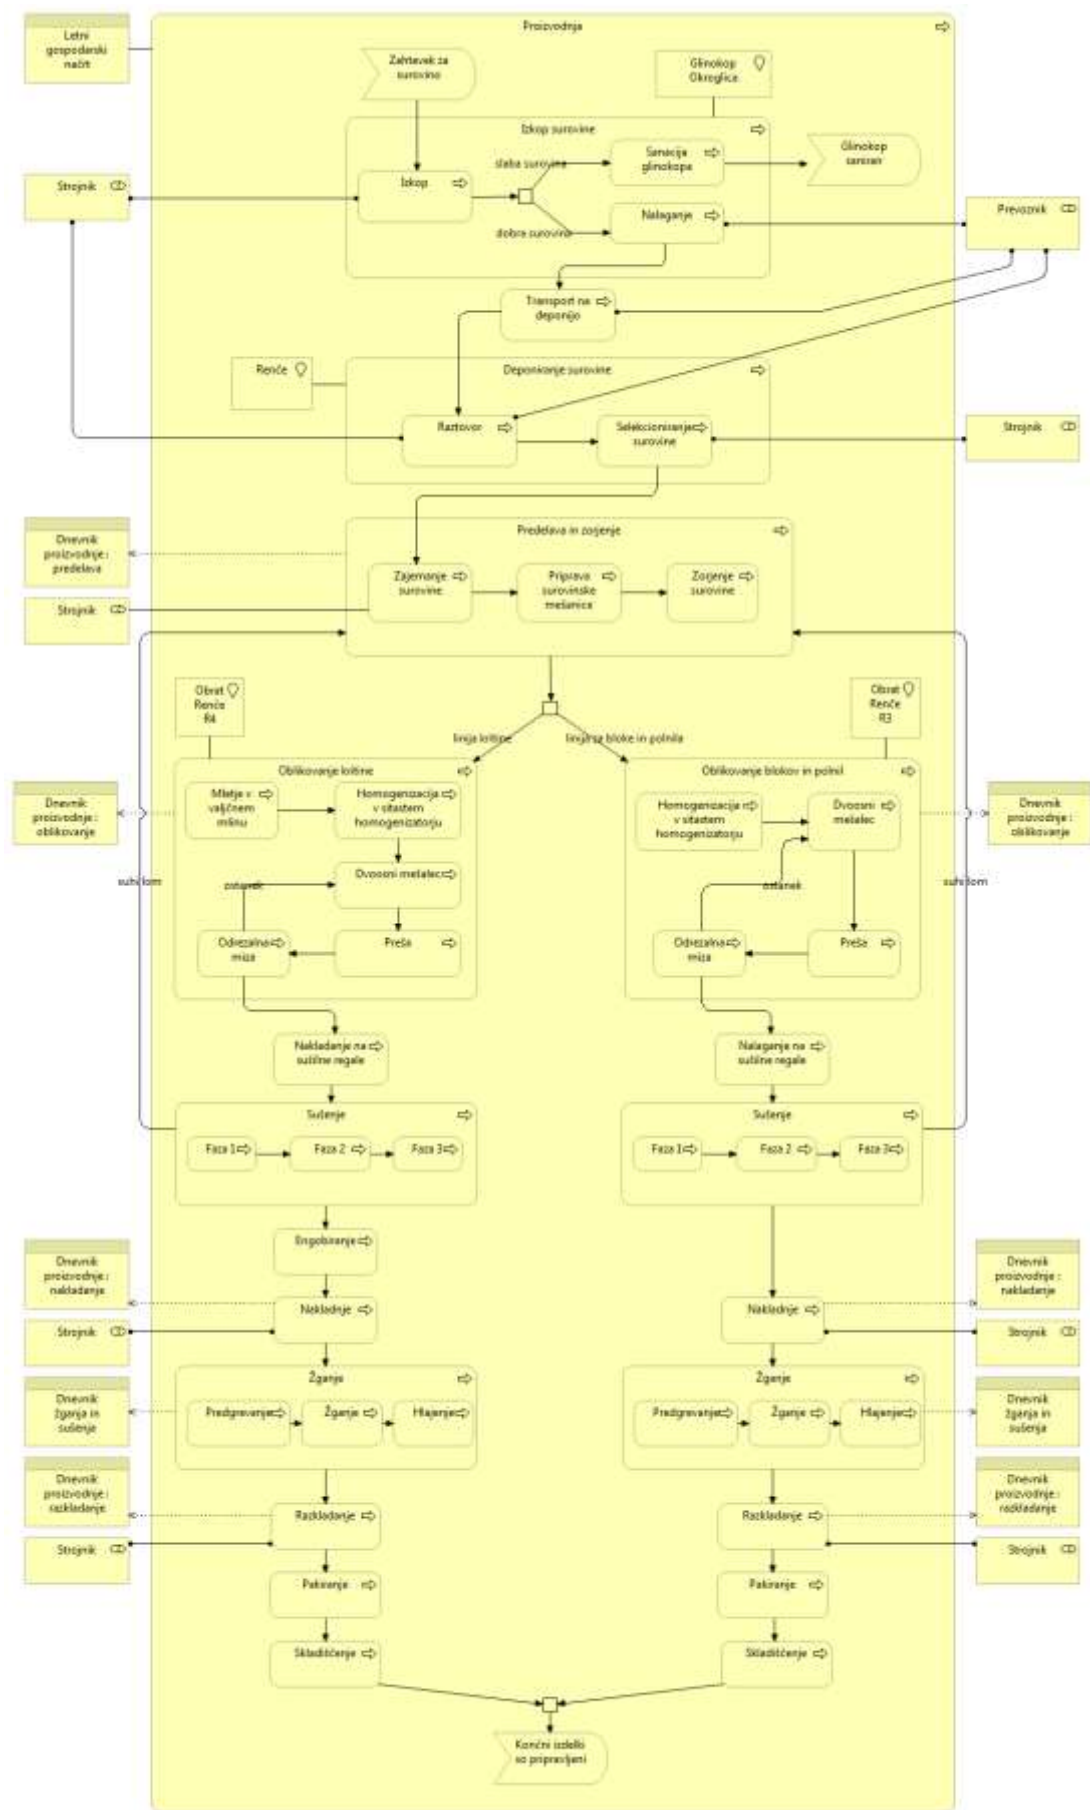 Proizvodnja
Letni
gospodarski
načrt
Zahtevek za
surovino
Glinokop
Okroglica
Izkop surovine
slaba surovina
Sanacija
glinokopa
Glinokop
saniran
Strojnik
Izkop
Nalaganje
dobra surovina
Prevoznik
Transport na
deponijo
Renče
Deponiranje surovine
Raztovor
Selekcioniranje
surovine
Strojnik
Dnevnik
proizvodnje :
predelava
Predelava in zorjenje
Zajemanje
surovine
Priprava
surovinske
mešanice
Zorjenje
surovine
Strojnik
Obrat
Renče
R4
Obrat
Renče
R3
linija kritine
linija za bloke in polnila
Oblikovanje kritine
Oblikovanje blokov in polnil
Dnevnik
proizvodnje :
oblikovanje
Mletje v
valjčnem
mlinu
Homogenizacija
v sitastem
homogenizatorju
Homogenizacija
v sitastem
homogenizatorju
Dvoosni
mešalec
Dnevnik
proizvodnje :
oblikovanje
suhi lom
ostanek
Dvoosni mešalec
ostanek
suhi lom
Odrezalna
miza
Preša
Odrezalna
miza
Preša
Nakladanje na
sušilne regale
Nalaganje na
sušilne regale
Sušenje
Faza 1
Faza 2
Faza 3
Sušenje
Faza 1
Faza 2
Faza 3
Engobiranje
Dnevnik
proizvodnje :
nakladanje
Nakladnje
Nakladnje
Dnevnik
proizvodnje :
nakladanje
Strojnik
Strojnik
Dnevnik
žganja in
sušenja
Žganje
Predgrevanje
Žganje
Hlajenje
Žganje
Predgrevanje
Žganje
Hlajenje
Dnevnik
žganja in
sušenja
Dnevnik
proizvodnje :
razkladanje
Razkladanje
Razkladanje
Dnevnik
proizvodnje :
razkladanje
Strojnik
Strojnik
Pakiranje
Pakiranje
Skladiščenje
Skladiščenje
Končni izdelki
so pripravljeni